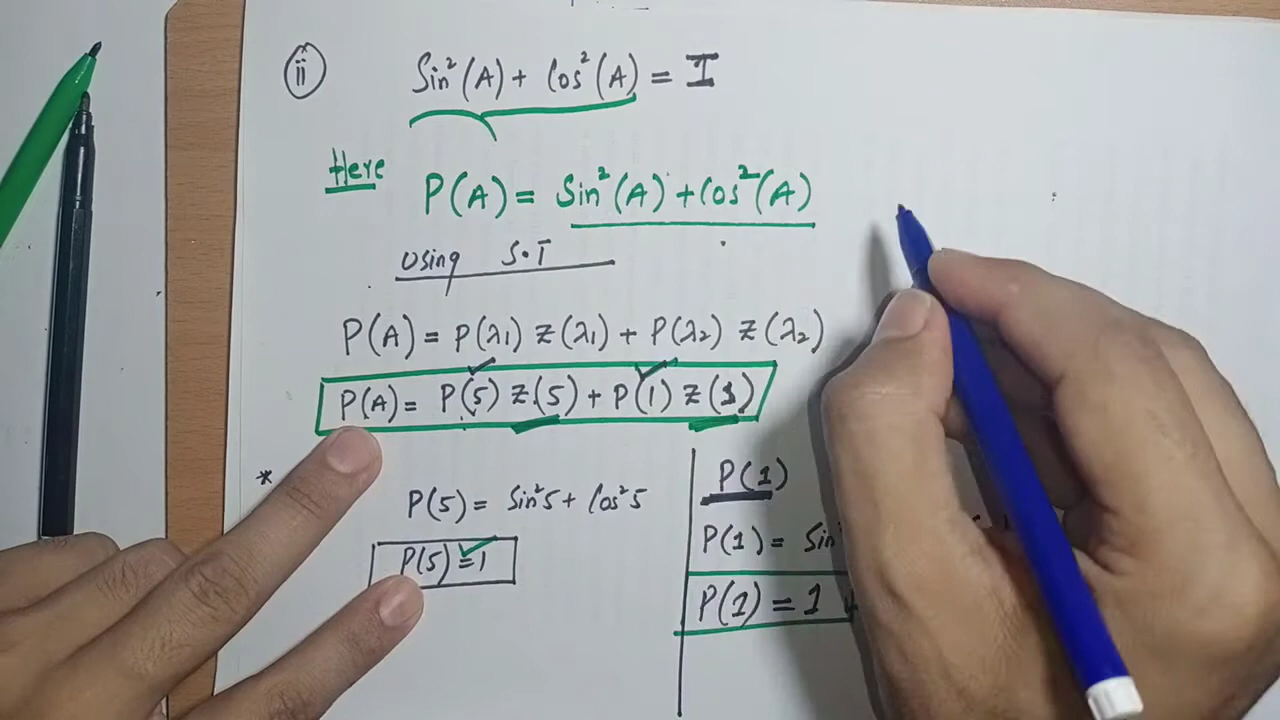 ii Sin²(A) + Cos²(A) = I
Here P(A) = Sin²(A) + Cos²(A)
Using S.T
P(A) = P(λ1) Z(λ1) + P(λ2) Z(λ2)
P(A) = P(5) Z(5) + P(1) Z(1)
*
P(5) = Sin²5 + Cos²5
P(5) = 1
P(1)
P(1) = Sin
P(1) = 1